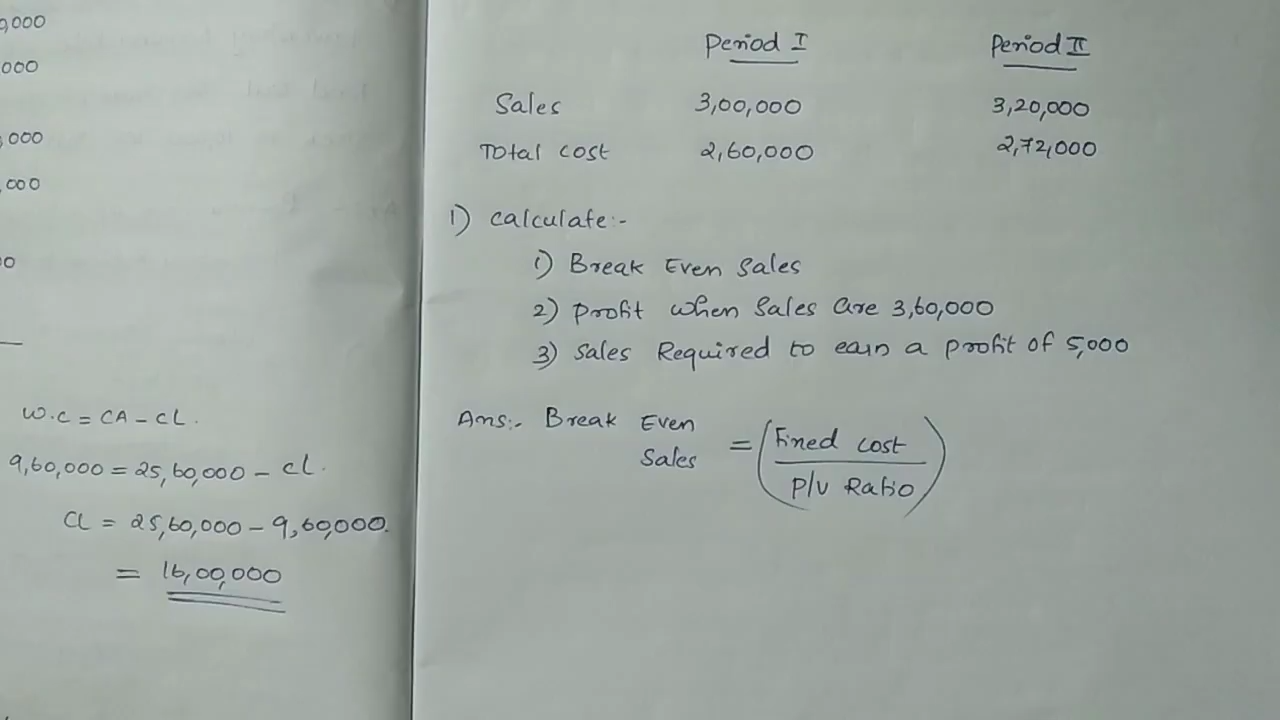 0,000
000
,000
,000
0
W.C = CA - CL.
9,60,000 = 25,60,000 - CL.
CL = 25,60,000 - 9,60,000.
= 16,00,000
Period I Period II
Sales 3,00,000 3,20,000
Total cost 2,60,000 2,72,000
1) Calculate:-
1) Break Even Sales
2) Profit when Sales are 3,60,000
3) Sales Required to earn a profit of 5,000
Ans:- Break Even
Sales = (Fixed cost
P/V Ratio)